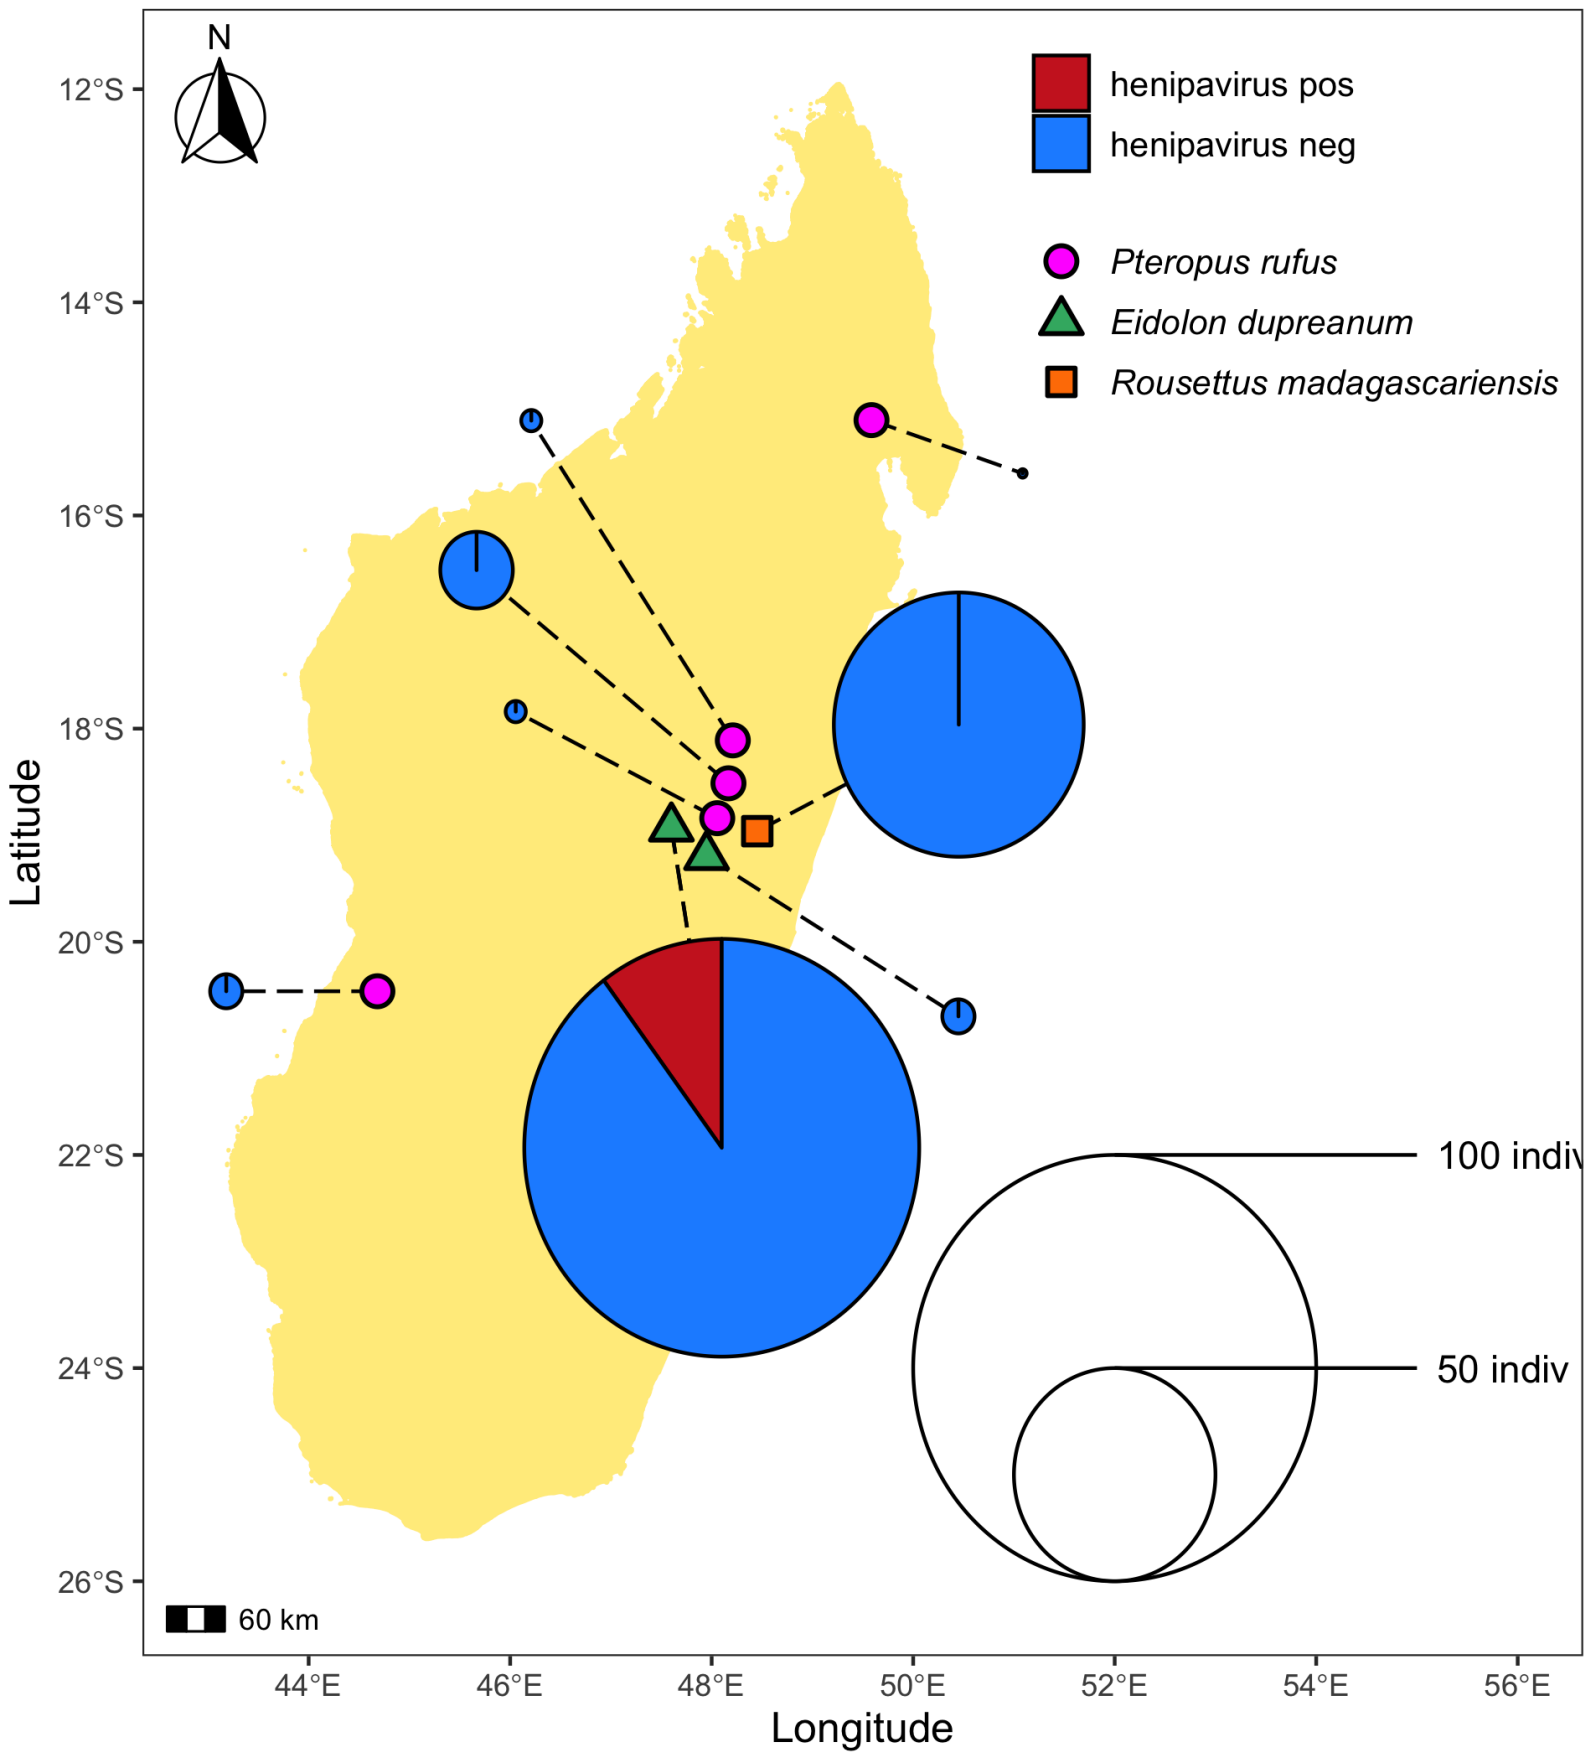 N
henipavirus pos
henipavirus neg
Pteropus rufus
Eidolon dupreanum
Rousettus madagascariensis
12°S
14°S
16°S
18°S
20°S
22°S
24°S
26°S
Latitude
100 indiv
50 indiv
60 km
44°E
46°E
48°E
50°E
52°E
54°E
56°E
Longitude